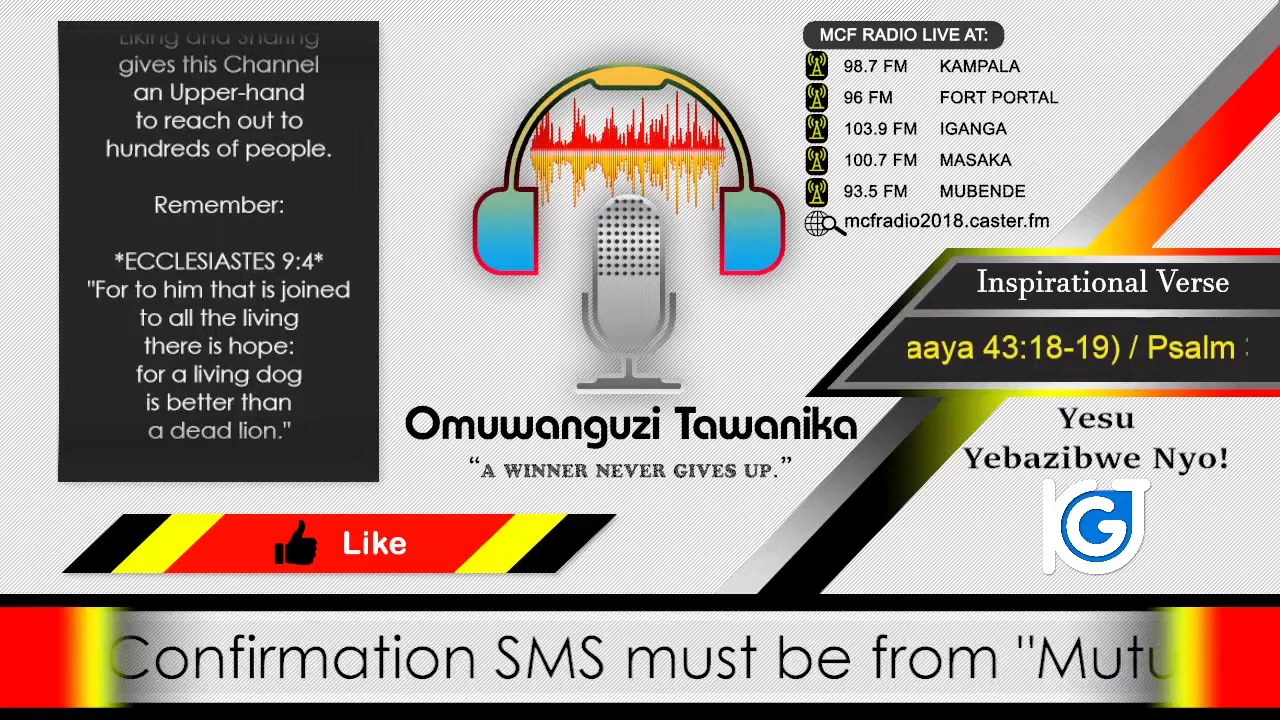 Liking and Sharing
gives this Channel
an Upper-hand
to reach out to
hundreds of people.
Remember:
*ECCLESIASTES 9:4*
"For to him that is joined
to all the living
there is hope:
for a living dog
is better than
a dead lion."
MCF RADIO LIVE AT:
98.7 FM KAMPALA
96 FM FORT PORTAL
103.9 FM IGANGA
100.7 FM MASAKA
93.5 FM MUBENDE
mcfradio2018.caster.fm
Inspirational Verse
aaya 43:18-19) / Psalm
Omuwanguzi Tawanika
“A WINNER NEVER GIVES UP.”
Yesu
Yebazibwe Nyo!
Like
Confirmation SMS must be from "Mutu